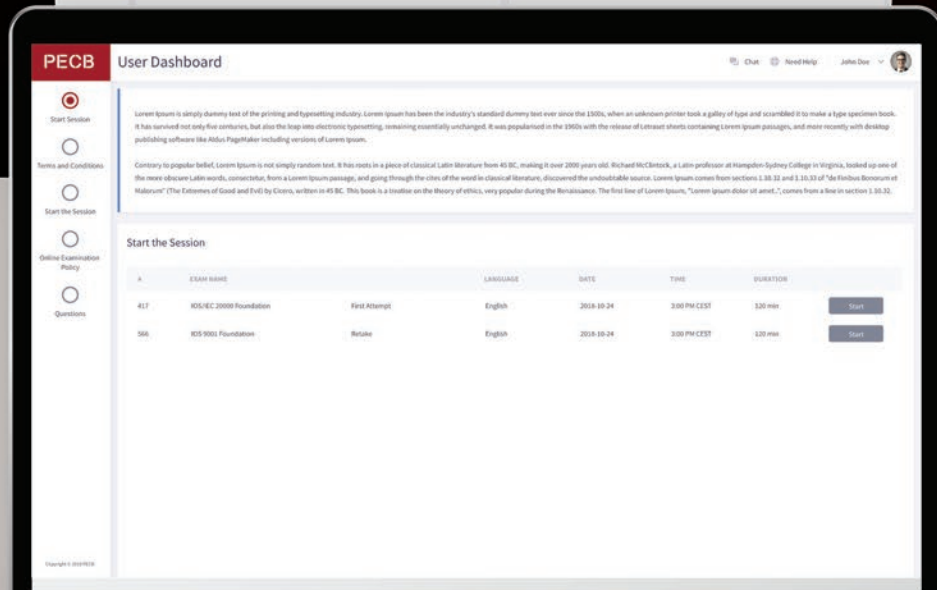 PECB
User Dashboard
Chat
Need Help
John Doe
Start Session
Terms and Conditions
Start the Session
Online Examination
Policy
Questions
Lorem Ipsum is simply dummy text of the printing and typesetting industry. Lorem Ipsum has been the industry's standard dummy text ever since the 1500s, when an unknown printer took a galley of type and scrambled it to make a type specimen book.
It has survived not only five centuries, but also the leap into electronic typesetting, remaining essentially unchanged. It was popularised in the 1960s with the release of Letraset sheets containing Lorem Ipsum passages, and more recently with desktop
publishing software like Aldus PageMaker including versions of Lorem Ipsum.
Contrary to popular belief, Lorem Ipsum is not simply random text. It has roots in a piece of classical Latin literature from 45 BC, making it over 2000 years old. Richard McClintock, a Latin professor at Hampden-Sydney College in Virginia, looked up one of
the more obscure Latin words, consectetur, from a Lorem Ipsum passage, and going through the cites of the word in classical literature, discovered the undoubtable source. Lorem Ipsum comes from sections 1.10.32 and 1.10.33 of "de Finibus Bonorum et
Malorum" (The Extremes of Good and Evil) by Cicero, written in 45 BC. This book is a treatise on the theory of ethics, very popular during the Renaissance. The first line of Lorem Ipsum, "Lorem ipsum dolor sit amet..", comes from a line in section 1.10.32.
Start the Session
# EXAM NAME LANGUAGE DATE TIME DURATION
417 IOS/IEC 20000 Foundation First Attempt English 2018-10-24 3:00 PM CEST 120 min Start
566 IOS 9001 Foundation Retake English 2018-10-24 3:00 PM CEST 120 min Start
Copyright © 2018 PECB